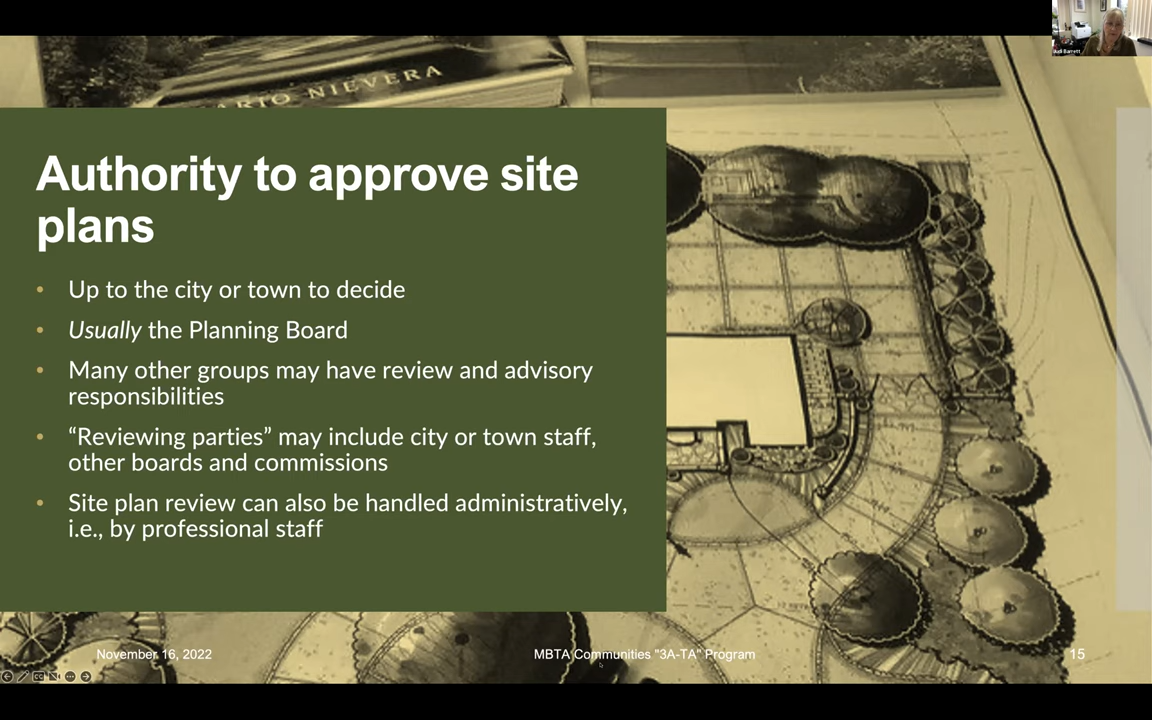 ARIO NIEVERA
Authority to approve site
plans
• Up to the city or town to decide
• Usually the Planning Board
• Many other groups may have review and advisory
responsibilities
• “Reviewing parties” may include city or town staff,
other boards and commissions
• Site plan review can also be handled administratively,
i.e., by professional staff
November 16, 2022
MBTA Communities "3A-TA" Program
15
Barrett